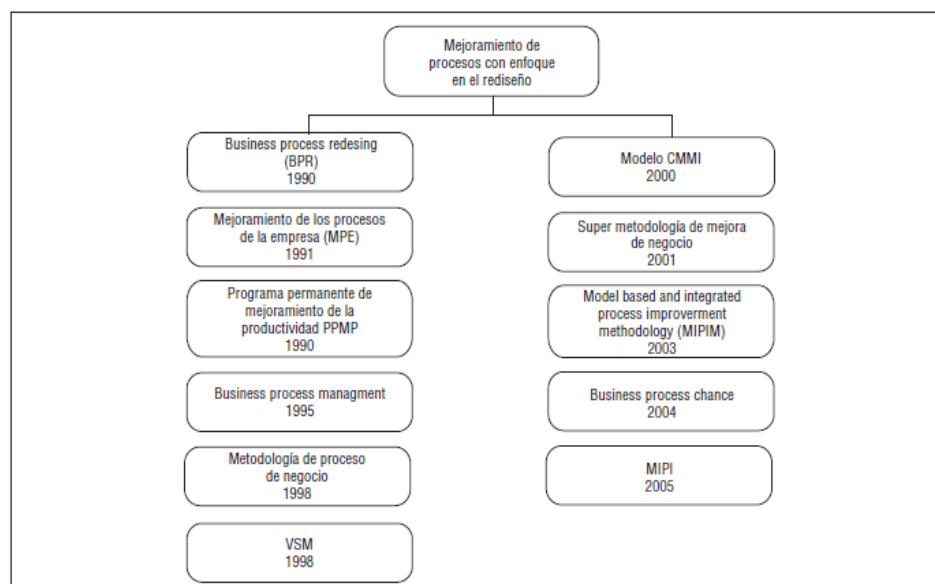 Mejoramiento de
procesos con enfoque
en el rediseño
Business process redesing
(BPR)
1990
Mejoramiento de los procesos
de la empresa (MPE)
1991
Programa permanente de
mejoramiento de la
productividad PPMP
1990
Business process managment
1995
Metodología de proceso
de negocio
1998
VSM
1998
Modelo CMMI
2000
Super metodología de mejora
de negocio
2001
Model based and integrated
process improverment
methodology (MIPIM)
2003
Business process chance
2004
MIPI
2005